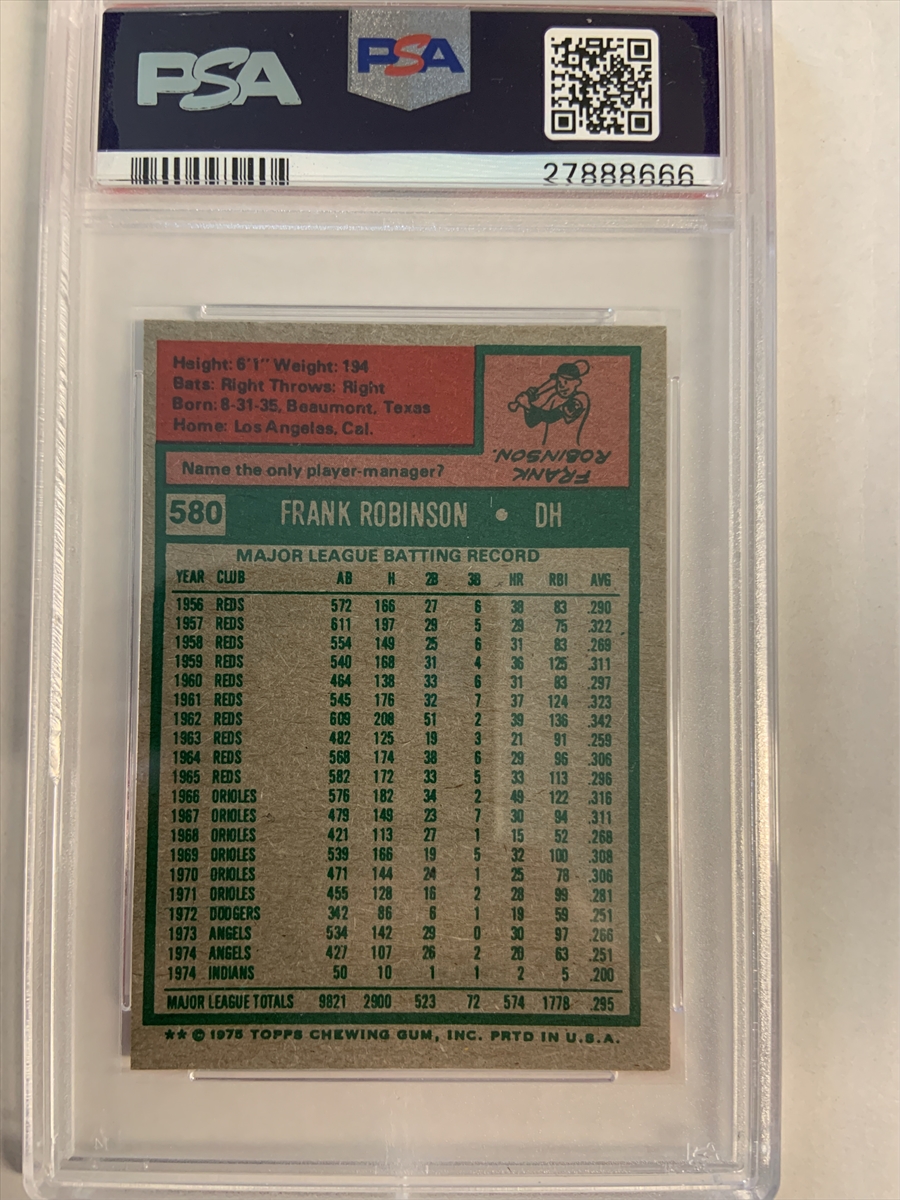 PSA
PSA
27888666
Height: 6'1" Weight: 194
Bats: Right Throws: Right
Born: 8-31-35, Beaumont, Texas
Home: Los Angeles, Cal.
FRANK
ROBINSON.
Name the only player-manager?
580 FRANK ROBINSON • DH
MAJOR LEAGUE BATTING RECORD
YEAR CLUB AB H 2B 3B HR RBI AVG
1956 REDS 572 166 27 6 38 83 .290
1957 REDS 611 197 29 5 29 75 .322
1958 REDS 554 149 25 6 31 83 .269
1959 REDS 540 168 31 4 36 125 .311
1960 REDS 464 138 33 6 31 83 .297
1961 REDS 545 176 32 7 37 124 .323
1962 REDS 609 208 51 2 39 136 .342
1963 REDS 482 125 19 3 21 91 .259
1964 REDS 568 174 38 6 29 96 .306
1965 REDS 582 172 33 5 33 113 .296
1966 ORIOLES 576 182 34 2 49 122 .316
1967 ORIOLES 479 149 23 7 30 94 .311
1968 ORIOLES 421 113 27 1 15 52 .268
1969 ORIOLES 539 166 19 5 32 100 .308
1970 ORIOLES 471 144 24 1 25 78 .306
1971 ORIOLES 455 128 16 2 28 99 .281
1972 DODGERS 342 86 6 1 19 59 .251
1973 ANGELS 534 142 29 0 30 97 .266
1974 ANGELS 427 107 26 2 20 63 .251
1974 INDIANS 50 10 1 1 2 5 .200
MAJOR LEAGUE TOTALS 9821 2900 523 72 574 1778 .295
** © 1975 TOPPS CHEWING GUM, INC. PRTD IN U.S.A.